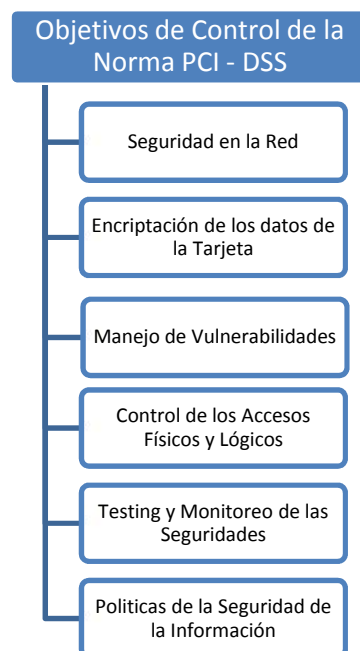 Objetivos de Control de la
Norma PCI - DSS
Seguridad en la Red
Encriptación de los datos de
la Tarjeta
Manejo de Vulnerabilidades
Control de los Accesos
Físicos y Lógicos
Testing y Monitoreo de las
Seguridades
Politicas de la Seguridad de
la Información